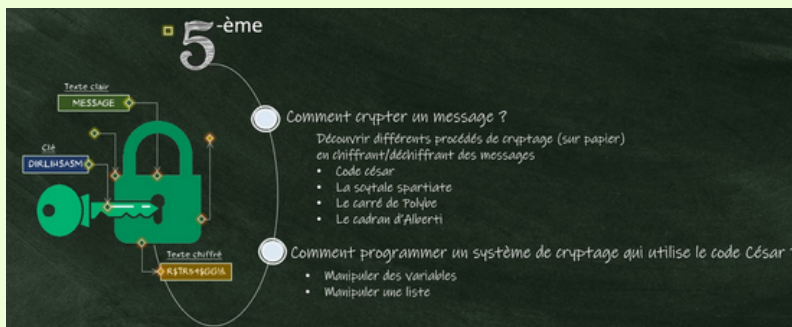 5-ème
Texte clair
MESSAGE
Comment crypter un message ?
Découvrir différents procédés de cryptage (sur papier)
en chiffrant/déchiffrant des messages
Clé
• Code césar
• La scytale spartiate
• Le carré de Polybe
• Le cadran d'Alberti
Texte chiffré
Comment programmer un système de cryptage qui utilise le code César ?
• Manipuler des variables
• Manipuler une liste